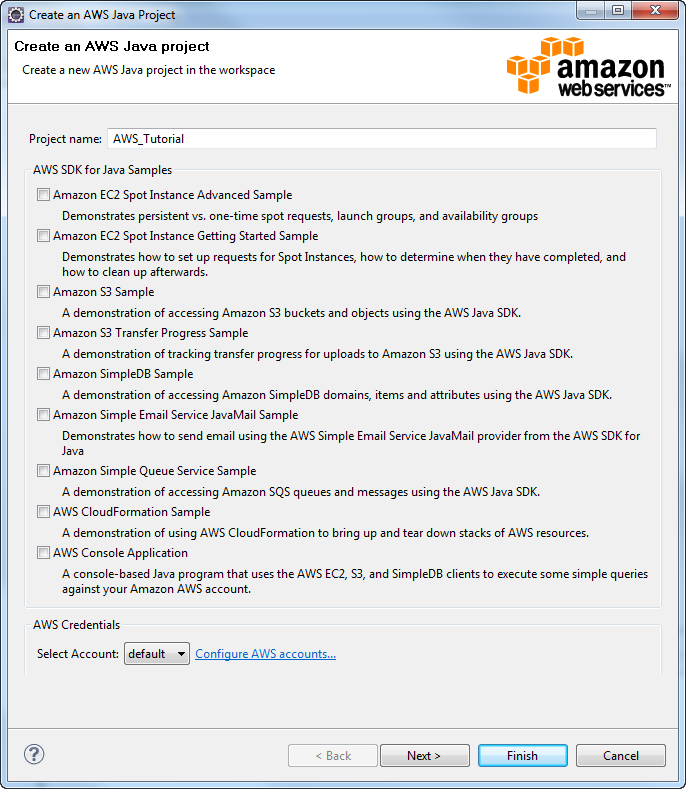 Create an AWS Java Project
Create an AWS Java project
Create a new AWS Java project in the workspace
amazon
web services™
Project name: AWS_Tutorial
AWS SDK for Java Samples
Amazon EC2 Spot Instance Advanced Sample
Demonstrates persistent vs. one-time spot requests, launch groups, and availability groups
Amazon EC2 Spot Instance Getting Started Sample
Demonstrates how to set up requests for Spot Instances, how to determine when they have completed, and
how to clean up afterwards.
Amazon S3 Sample
A demonstration of accessing Amazon S3 buckets and objects using the AWS Java SDK.
Amazon S3 Transfer Progress Sample
A demonstration of tracking transfer progress for uploads to Amazon S3 using the AWS Java SDK.
Amazon SimpleDB Sample
A demonstration of accessing Amazon SimpleDB domains, items and attributes using the AWS Java SDK.
Amazon Simple Email Service JavaMail Sample
Demonstrates how to send email using the AWS Simple Email Service JavaMail provider from the AWS SDK for
Java
Amazon Simple Queue Service Sample
A demonstration of accessing Amazon SQS queues and messages using the AWS Java SDK.
AWS CloudFormation Sample
A demonstration of using AWS CloudFormation to bring up and tear down stacks of AWS resources.
AWS Console Application
A console-based Java program that uses the AWS EC2, S3, and SimpleDB clients to execute some simple queries
against your Amazon AWS account.
AWS Credentials
Select Account: default Configure AWS accounts...
? < Back Next > Finish Cancel